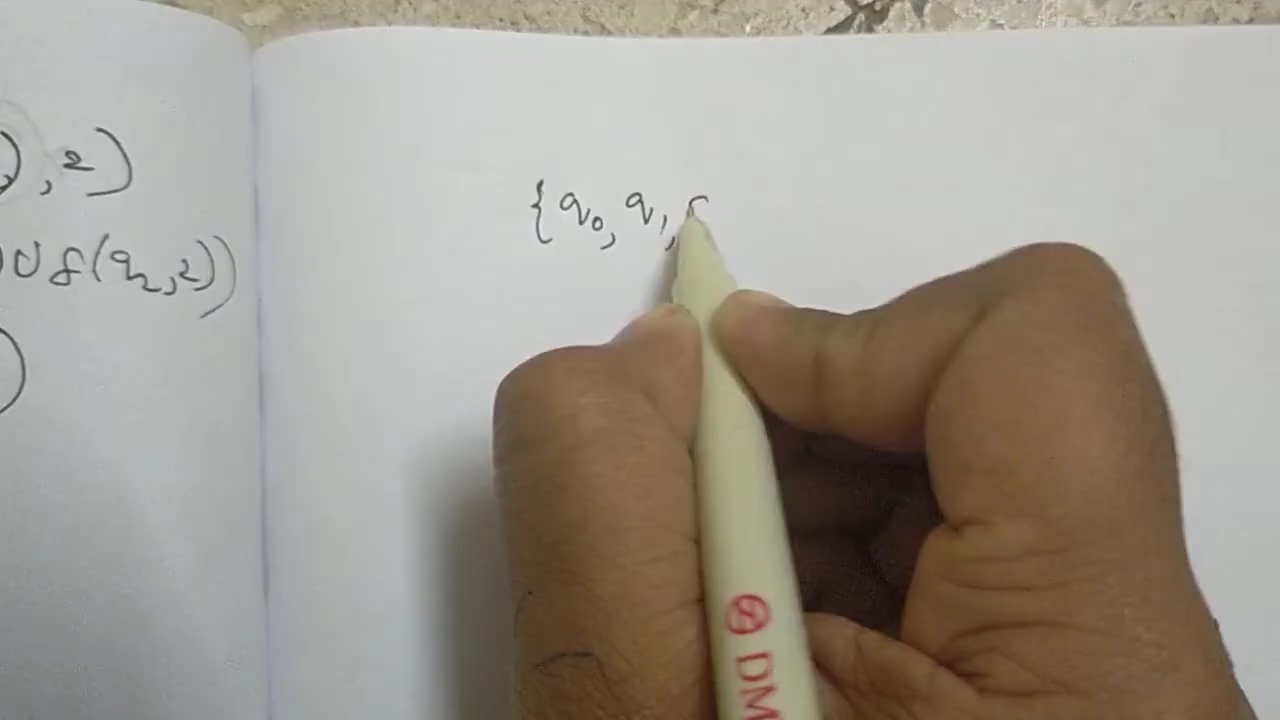 , 2)
) ∪ δ(q₂, 2))
)
{q₀, q₁,
DM